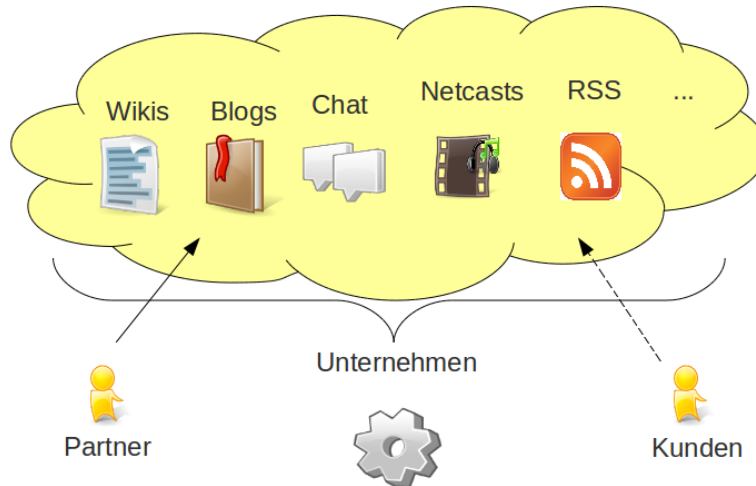 Wikis
Blogs
Chat
Netcasts
RSS
...
Unternehmen
Partner
Kunden